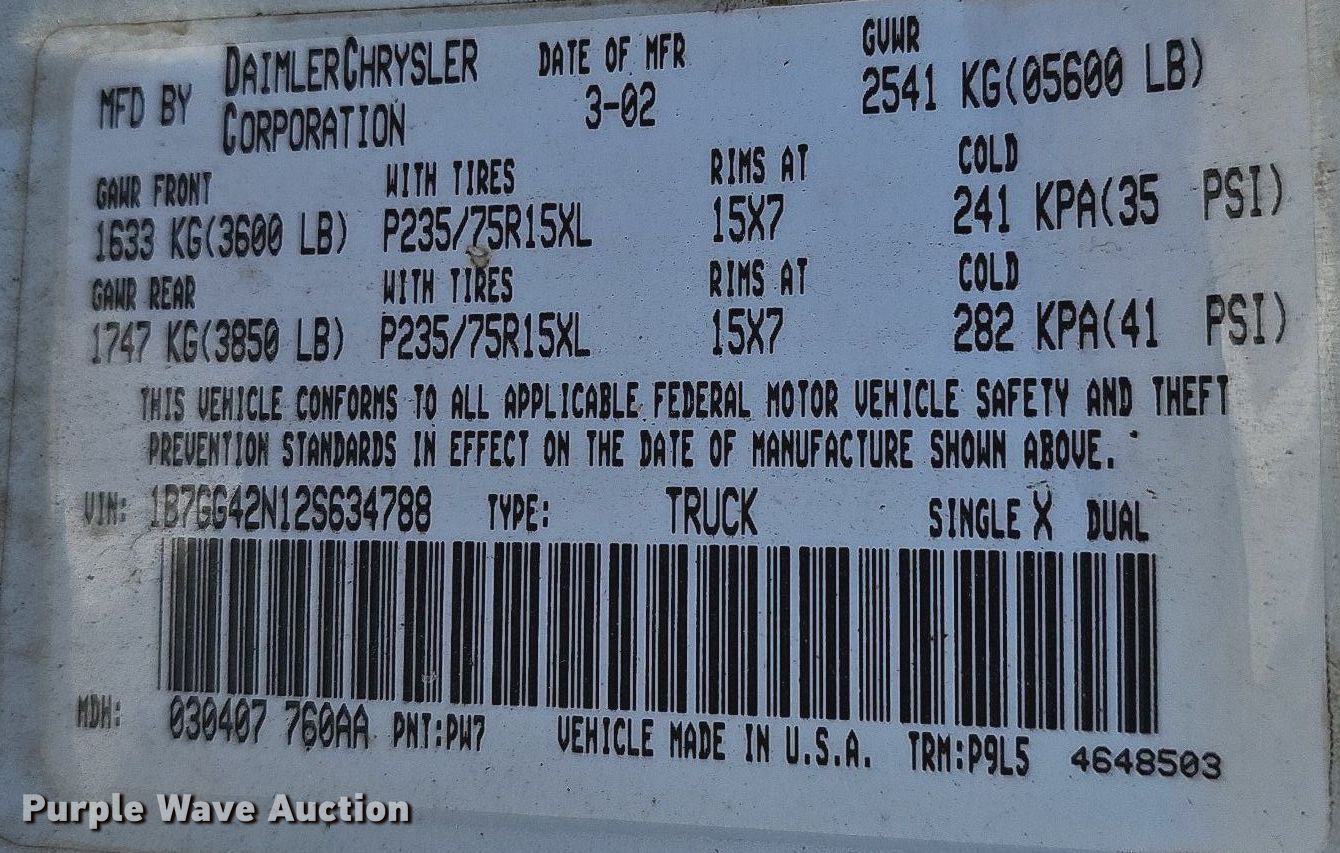 MFD BY DAIMLERCHRYSLER CORPORATION DATE OF MFR 3-02 GVWR 2541 KG(05600 LB)
GAWR FRONT WITH TIRES RIMS AT COLD
1633 KG(3600 LB) P235/75R15XL 15X7 241 KPA(35 PSI)
GAWR REAR WITH TIRES RIMS AT COLD
1747 KG(3850 LB) P235/75R15XL 15X7 282 KPA(41 PSI)
THIS VEHICLE CONFORMS TO ALL APPLICABLE FEDERAL MOTOR VEHICLE SAFETY AND THEFT
PREVENTION STANDARDS IN EFFECT ON THE DATE OF MANUFACTURE SHOWN ABOVE.
VIN: 1B7GG42N12S634788 TYPE: TRUCK SINGLE X DUAL
MDH: 030407 760AA PNT:PW7 VEHICLE MADE IN U.S.A. TRM:P9L5 4648503
Purple Wave Auction